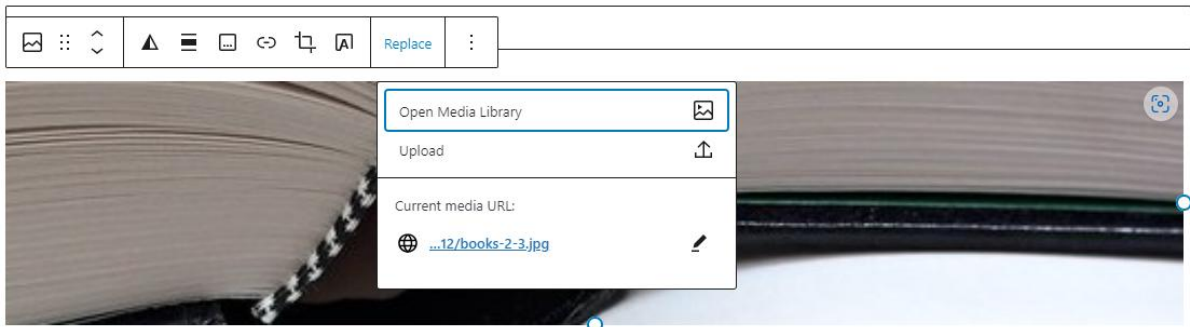 Replace
Open Media Library
Upload
Current media URL:
...12/books-2-3.jpg